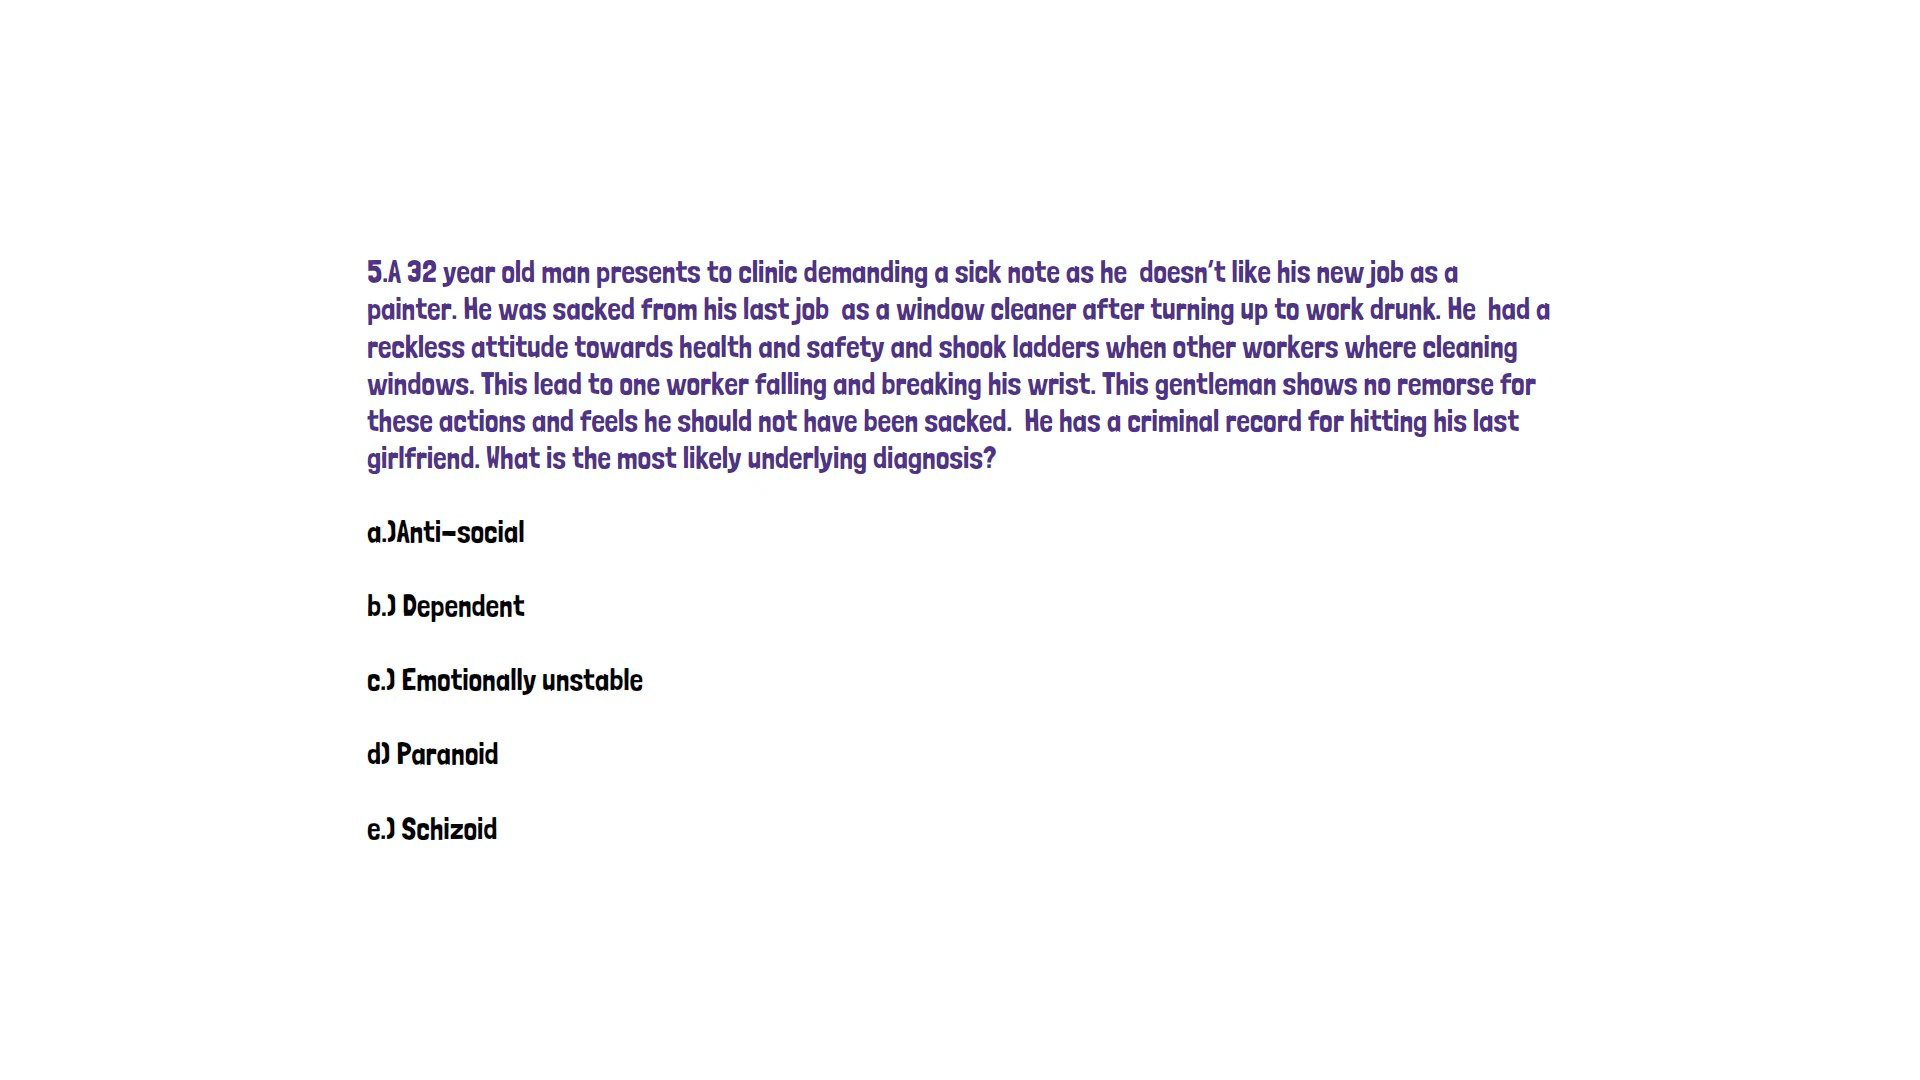 5.A 32 year old man presents to clinic demanding a sick note as he  doesn’t like his new job as a
painter. He was sacked from his last job  as a window cleaner after turning up to work drunk. He  had a
reckless attitude towards health and safety and shook ladders when other workers where cleaning
windows. This lead to one worker falling and breaking his wrist. This gentleman shows no remorse for
these actions and feels he should not have been sacked.  He has a criminal record for hitting his last
girlfriend. What is the most likely underlying diagnosis?
a.)Anti-social
b.) Dependent
c.) Emotionally unstable
d) Paranoid
e.) Schizoid